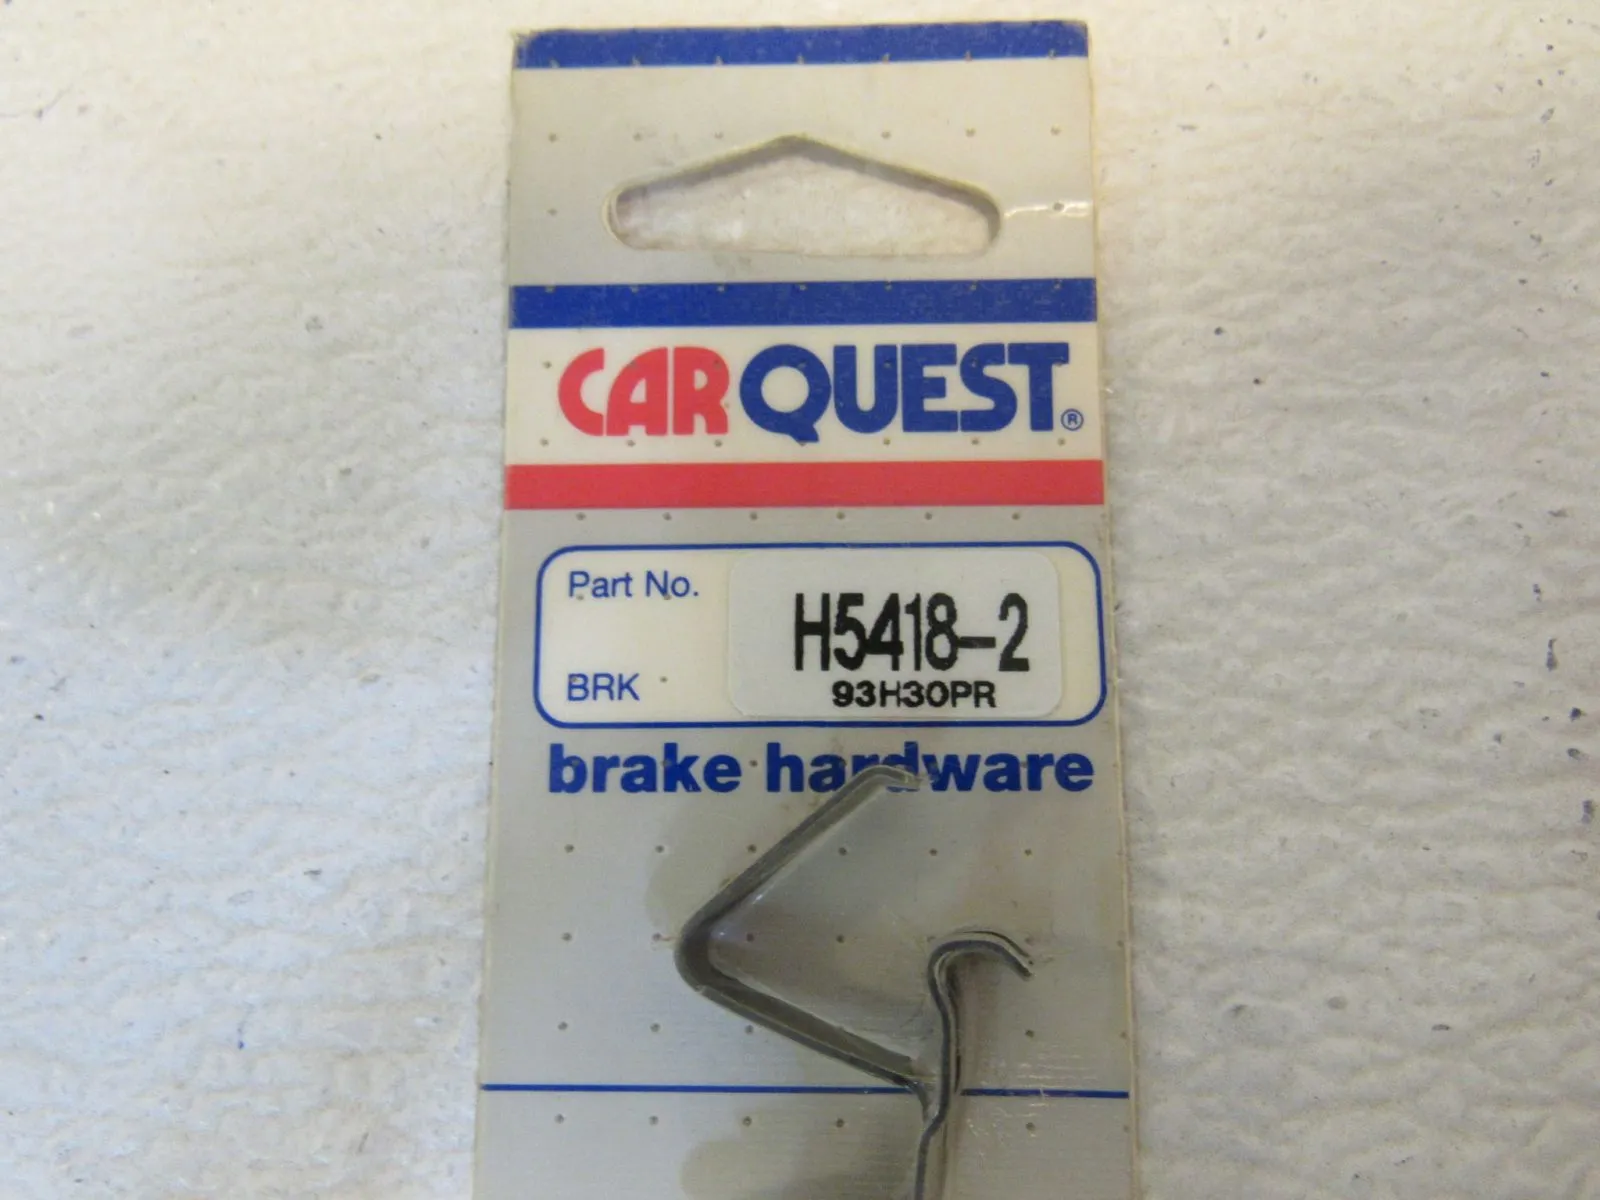 CARQUEST®
Part No.
H5418-2
BRK
93H30PR
brake hardware